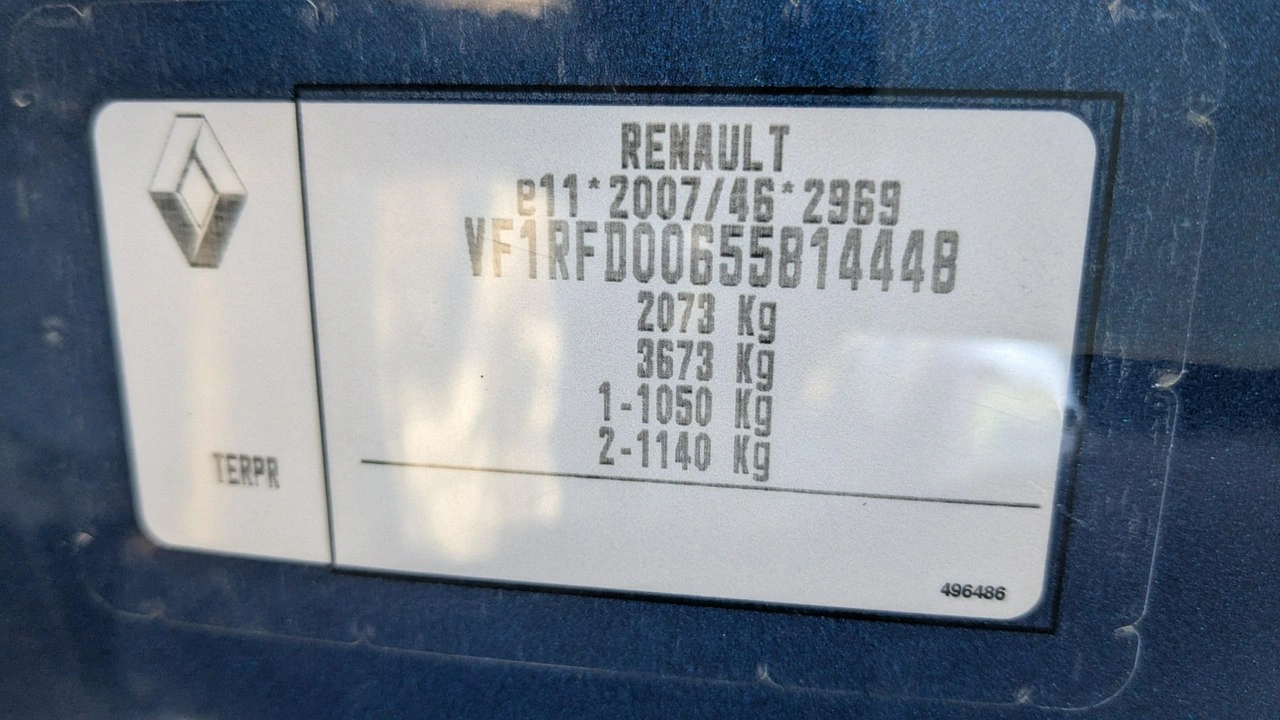 RENAULT
e11*2007/46*2969
VF1RFD00655814448
2073 Kg
3673 Kg
1-1050 Kg
2-1140 Kg
TERPR
496486